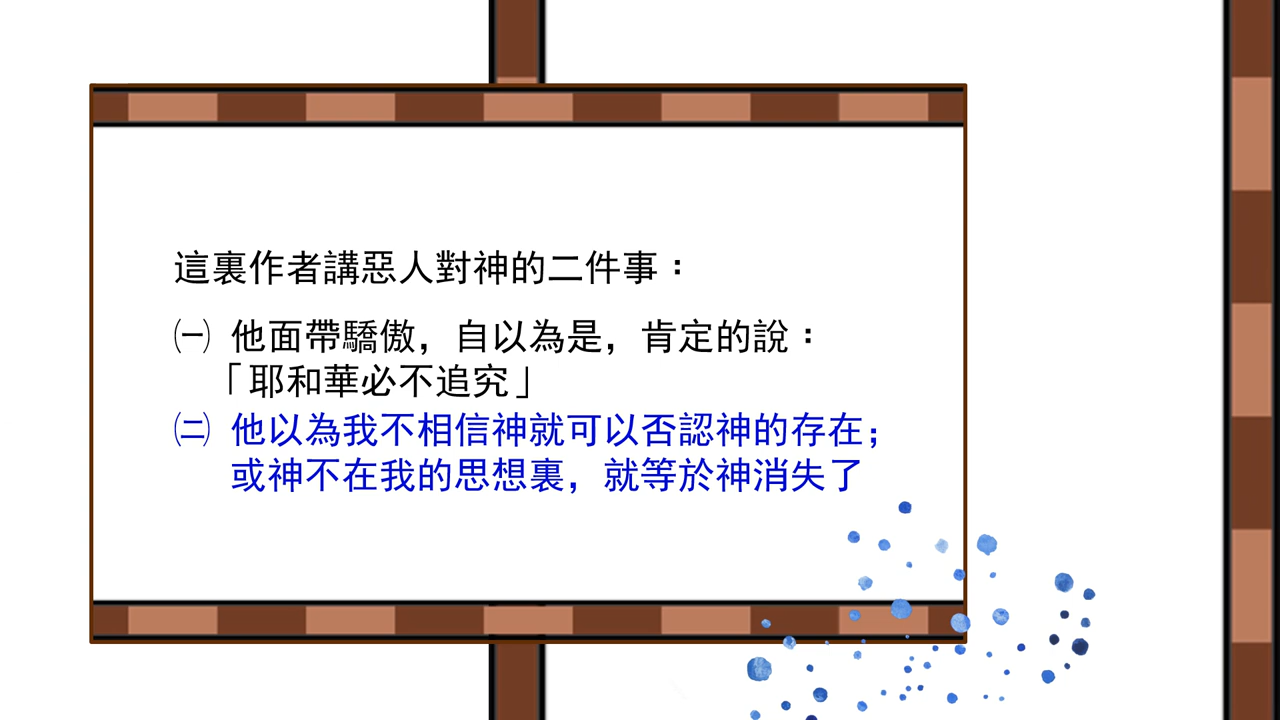 這裏作者講惡人對神的二件事：
㈠ 他面帶驕傲，自以為是，肯定的說：
「耶和華必不追究」
㈡ 他以為我不相信神就可以否認神的存在；
或神不在我的思想裏，就等於神消失了